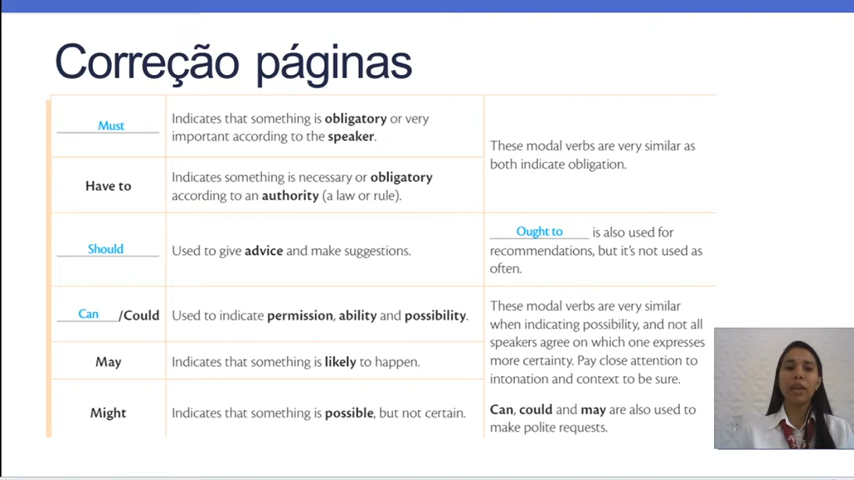 Correção páginas
Must
Indicates that something is obligatory or very
important according to the speaker.
These modal verbs are very similar as
both indicate obligation.
Have to
Indicates something is necessary or obligatory
according to an authority (a law or rule).
Should
Used to give advice and make suggestions.
Ought to is also used for
recommendations, but it's not used as
often.
Can /Could
Used to indicate permission, ability and possibility.
These modal verbs are very similar
when indicating possibility, and not all
speakers agree on which one expresses
more certainty. Pay close attention to
intonation and context to be sure.
Can, could and may are also used to
make polite requests.
May
Indicates that something is likely to happen.
Might
Indicates that something is possible, but not certain.